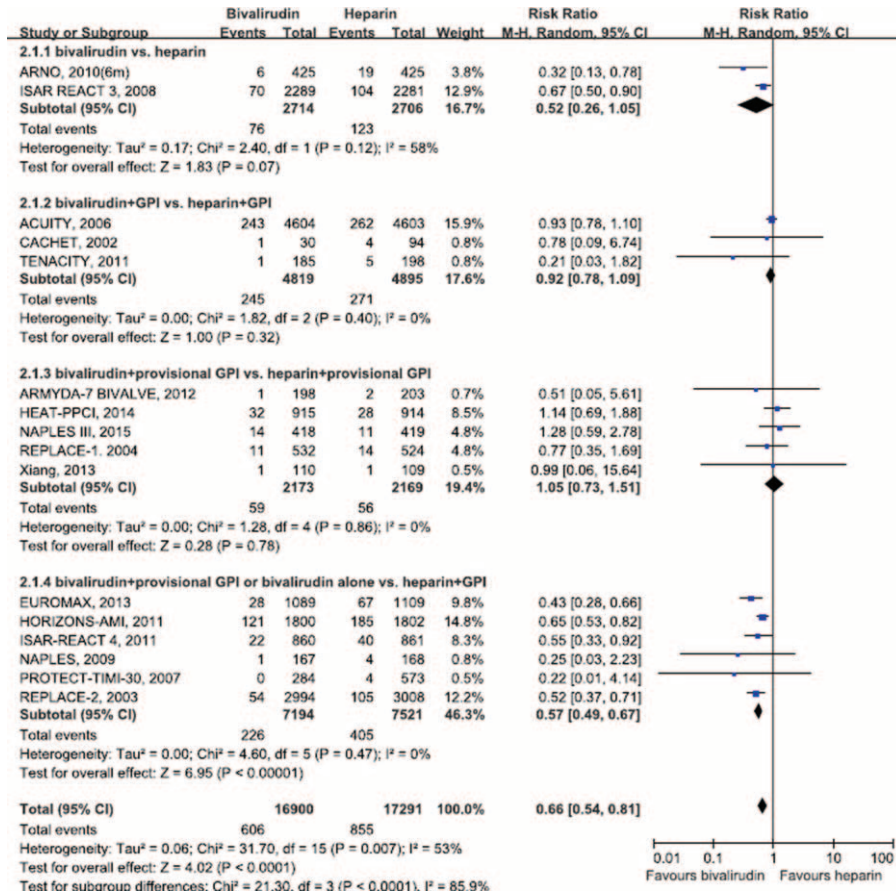 Bivalirudin Heparin Risk Ratio Risk Ratio
Study or Subgroup Events Total Events Total Weight M-H, Random, 95% CI M-H, Random, 95% CI
2.1.1 bivalirudin vs. heparin
ARNO, 2010(6m) 6 425 19 425 3.8% 0.32 [0.13, 0.78]
ISAR REACT 3, 2008 70 2289 104 2281 12.9% 0.67 [0.50, 0.90]
Subtotal (95% CI) 2714 2706 16.7% 0.52 [0.26, 1.05]
Total events 76 123
Heterogeneity: Tau² = 0.17; Chi² = 2.40, df = 1 (P = 0.12); I² = 58%
Test for overall effect: Z = 1.83 (P = 0.07)
2.1.2 bivalirudin+GPI vs. heparin+GPI
ACUITY, 2006 243 4604 262 4603 15.9% 0.93 [0.78, 1.10]
CACHET, 2002 1 30 4 94 0.8% 0.78 [0.09, 6.74]
TENACITY, 2011 1 185 5 198 0.8% 0.21 [0.03, 1.82]
Subtotal (95% CI) 4819 4895 17.6% 0.92 [0.78, 1.09]
Total events 245 271
Heterogeneity: Tau² = 0.00; Chi² = 1.82, df = 2 (P = 0.40); I² = 0%
Test for overall effect: Z = 1.00 (P = 0.32)
2.1.3 bivalirudin+provisional GPI vs. heparin+provisional GPI
ARMYDA-7 BIVALVE, 2012 1 198 2 203 0.7% 0.51 [0.05, 5.61]
HEAT-PPCI, 2014 32 915 28 914 8.5% 1.14 [0.69, 1.88]
NAPLES III, 2015 14 418 11 419 4.8% 1.28 [0.59, 2.78]
REPLACE-1. 2004 11 532 14 524 4.8% 0.77 [0.35, 1.69]
Xiang, 2013 1 110 1 109 0.5% 0.99 [0.06, 15.64]
Subtotal (95% CI) 2173 2169 19.4% 1.05 [0.73, 1.51]
Total events 59 56
Heterogeneity: Tau² = 0.00; Chi² = 1.28, df = 4 (P = 0.86); I² = 0%
Test for overall effect: Z = 0.28 (P = 0.78)
2.1.4 bivalirudin+provisional GPI or bivalirudin alone vs. heparin+GPI
EUROMAX, 2013 28 1089 67 1109 9.8% 0.43 [0.28, 0.66]
HORIZONS-AMI, 2011 121 1800 185 1802 14.8% 0.65 [0.53, 0.82]
ISAR-REACT 4, 2011 22 860 40 861 8.3% 0.55 [0.33, 0.92]
NAPLES, 2009 1 167 4 168 0.8% 0.25 [0.03, 2.23]
PROTECT-TIMI-30, 2007 0 284 4 573 0.4% 0.22 [0.01, 4.14]
REPLACE-2, 2003 54 2994 105 3008 12.2% 0.52 [0.37, 0.71]
Subtotal (95% CI) 7194 7521 46.3% 0.57 [0.49, 0.67]
Total events 226 405
Heterogeneity: Tau² = 0.00; Chi² = 4.60, df = 5 (P = 0.47); I² = 0%
Test for overall effect: Z = 6.95 (P < 0.00001)
Total (95% CI) 16900 17291 100.0% 0.66 [0.54, 0.81]
Total events 606 855
Heterogeneity: Tau² = 0.06; Chi² = 31.70, df = 15 (P = 0.007); I² = 53%
0.01 0.1 1 10 100
Test for overall effect: Z = 4.02 (P < 0.0001)
Favours bivalirudin Favours heparin
Test for subgroup differences: Chi² = 21.30, df = 3 (P < 0.0001), I² = 85.9%